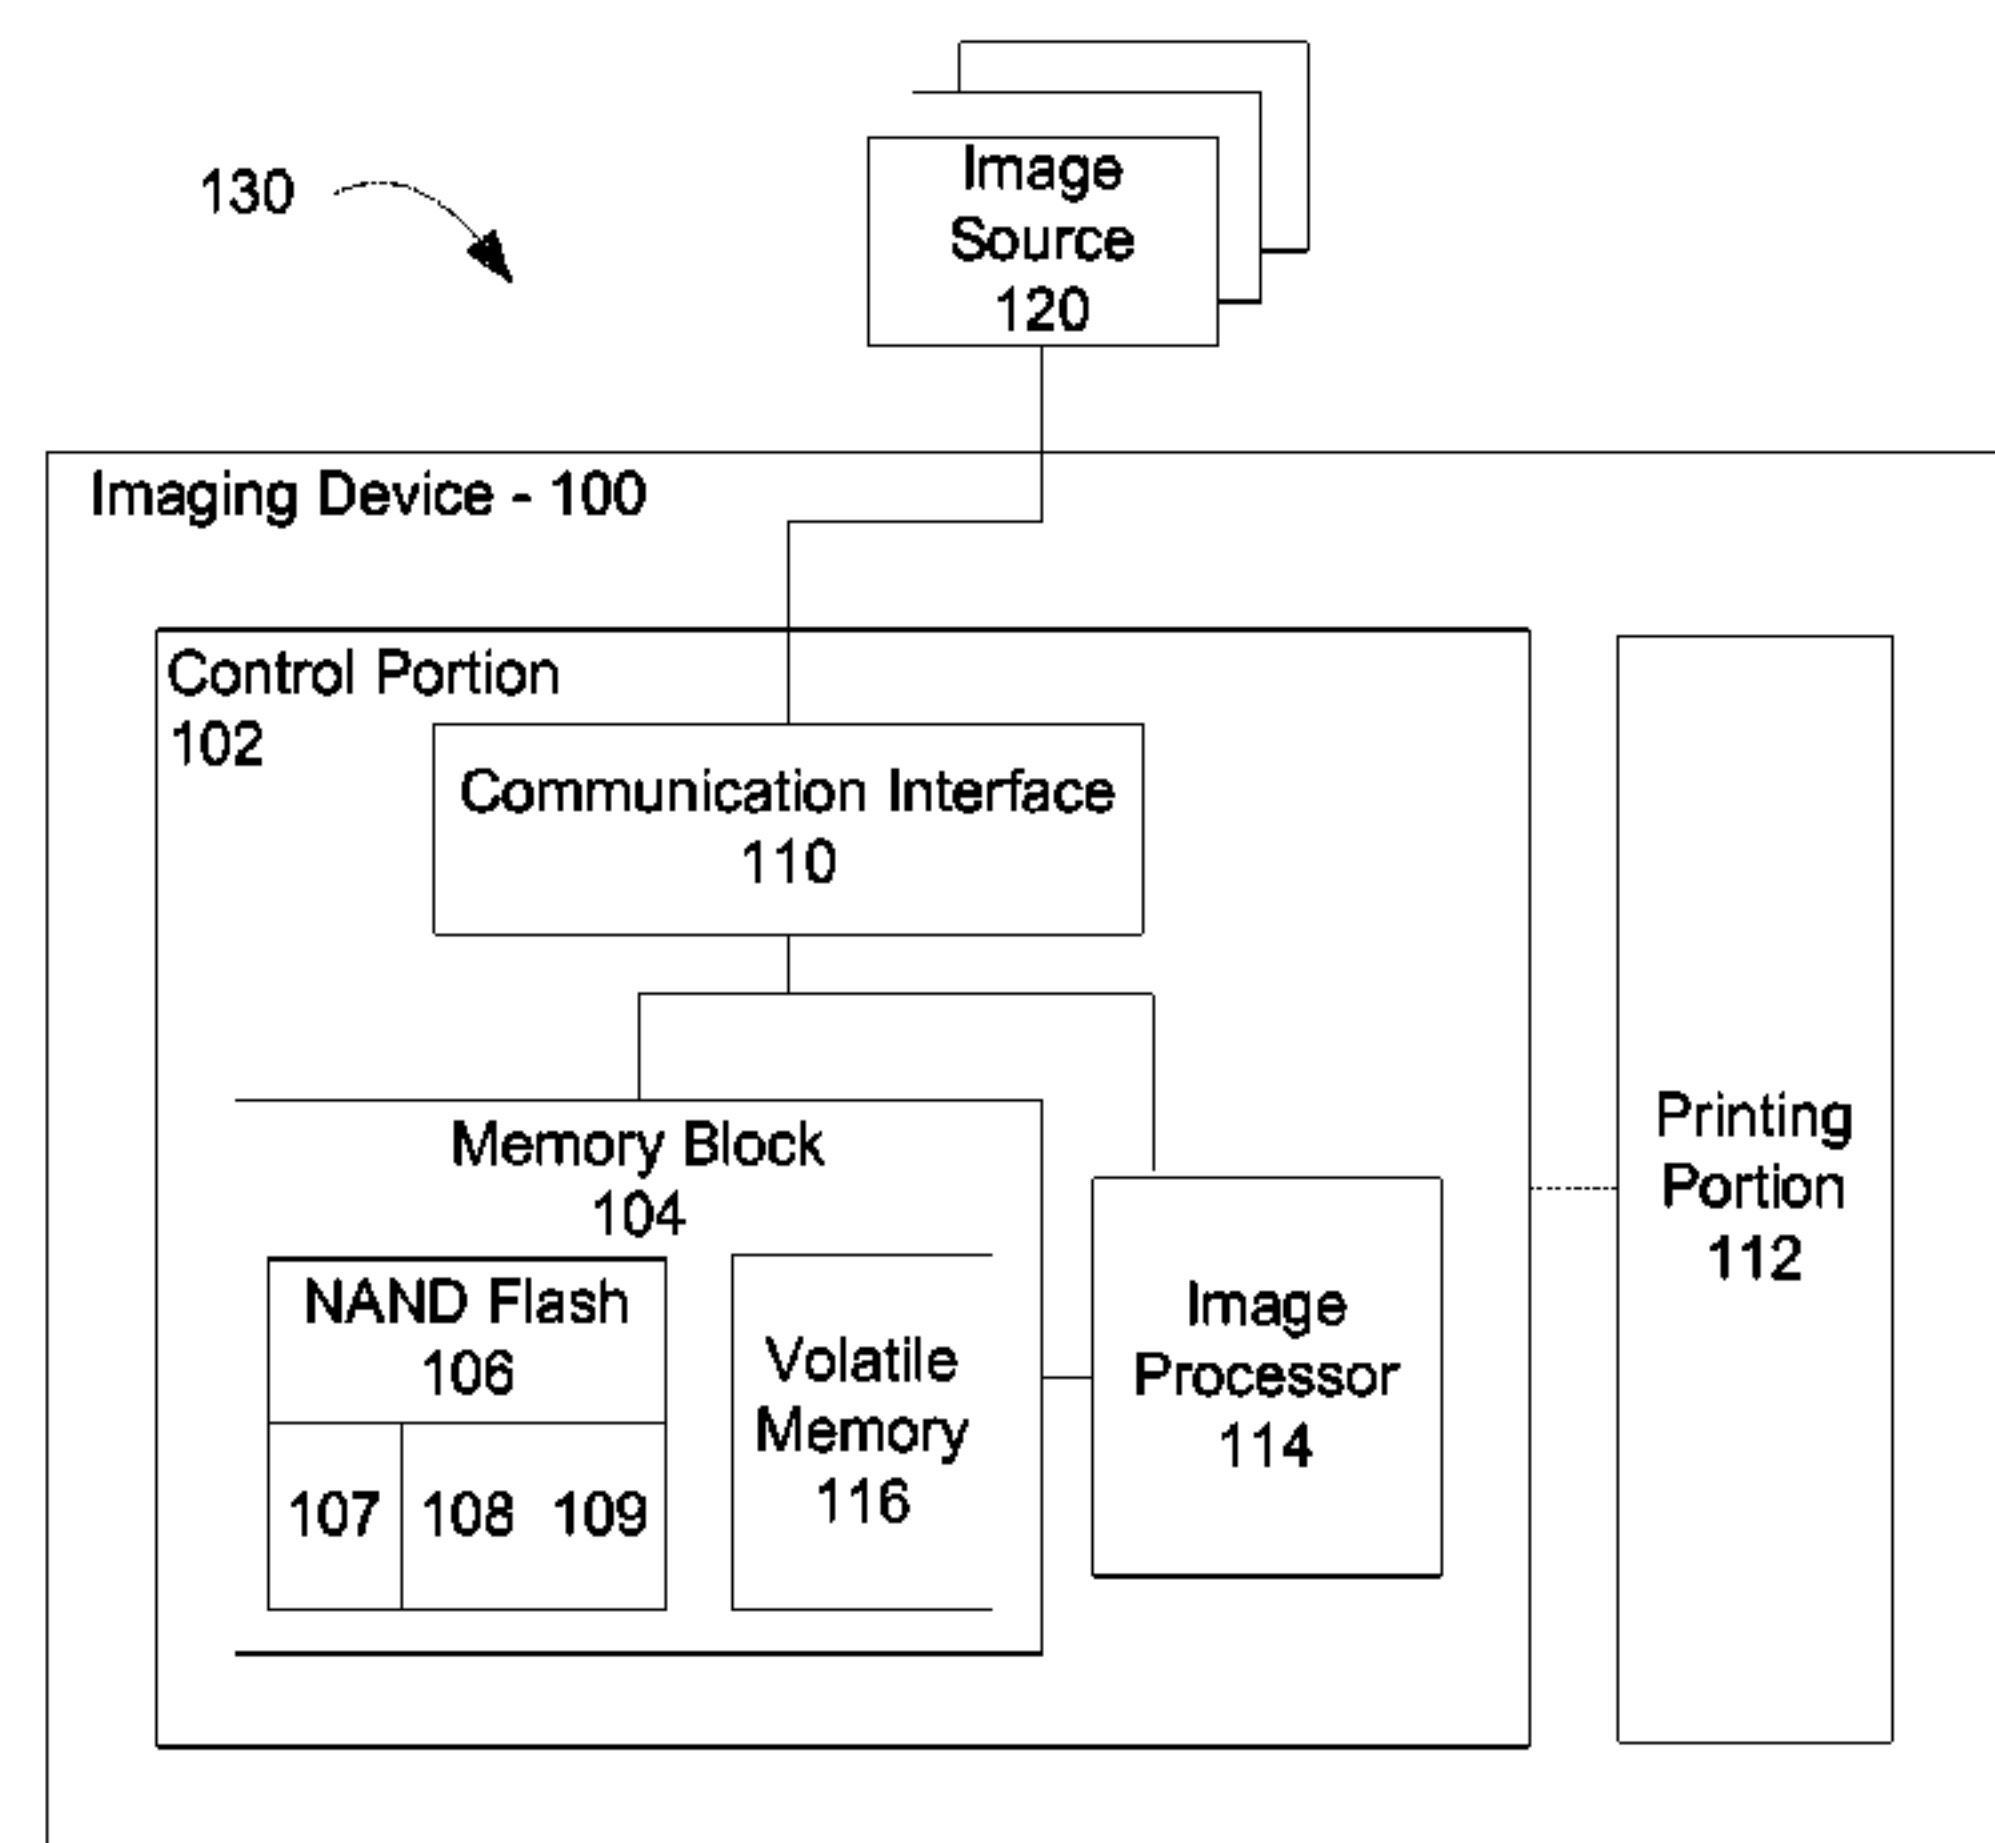 130
Image
Source
120
Imaging Device - 100
Control Portion
102
Communication Interface
110
Memory Block
104
NAND Flash
106
107 108 109
Volatile
Memory
116
Image
Processor
114
Printing
Portion
112